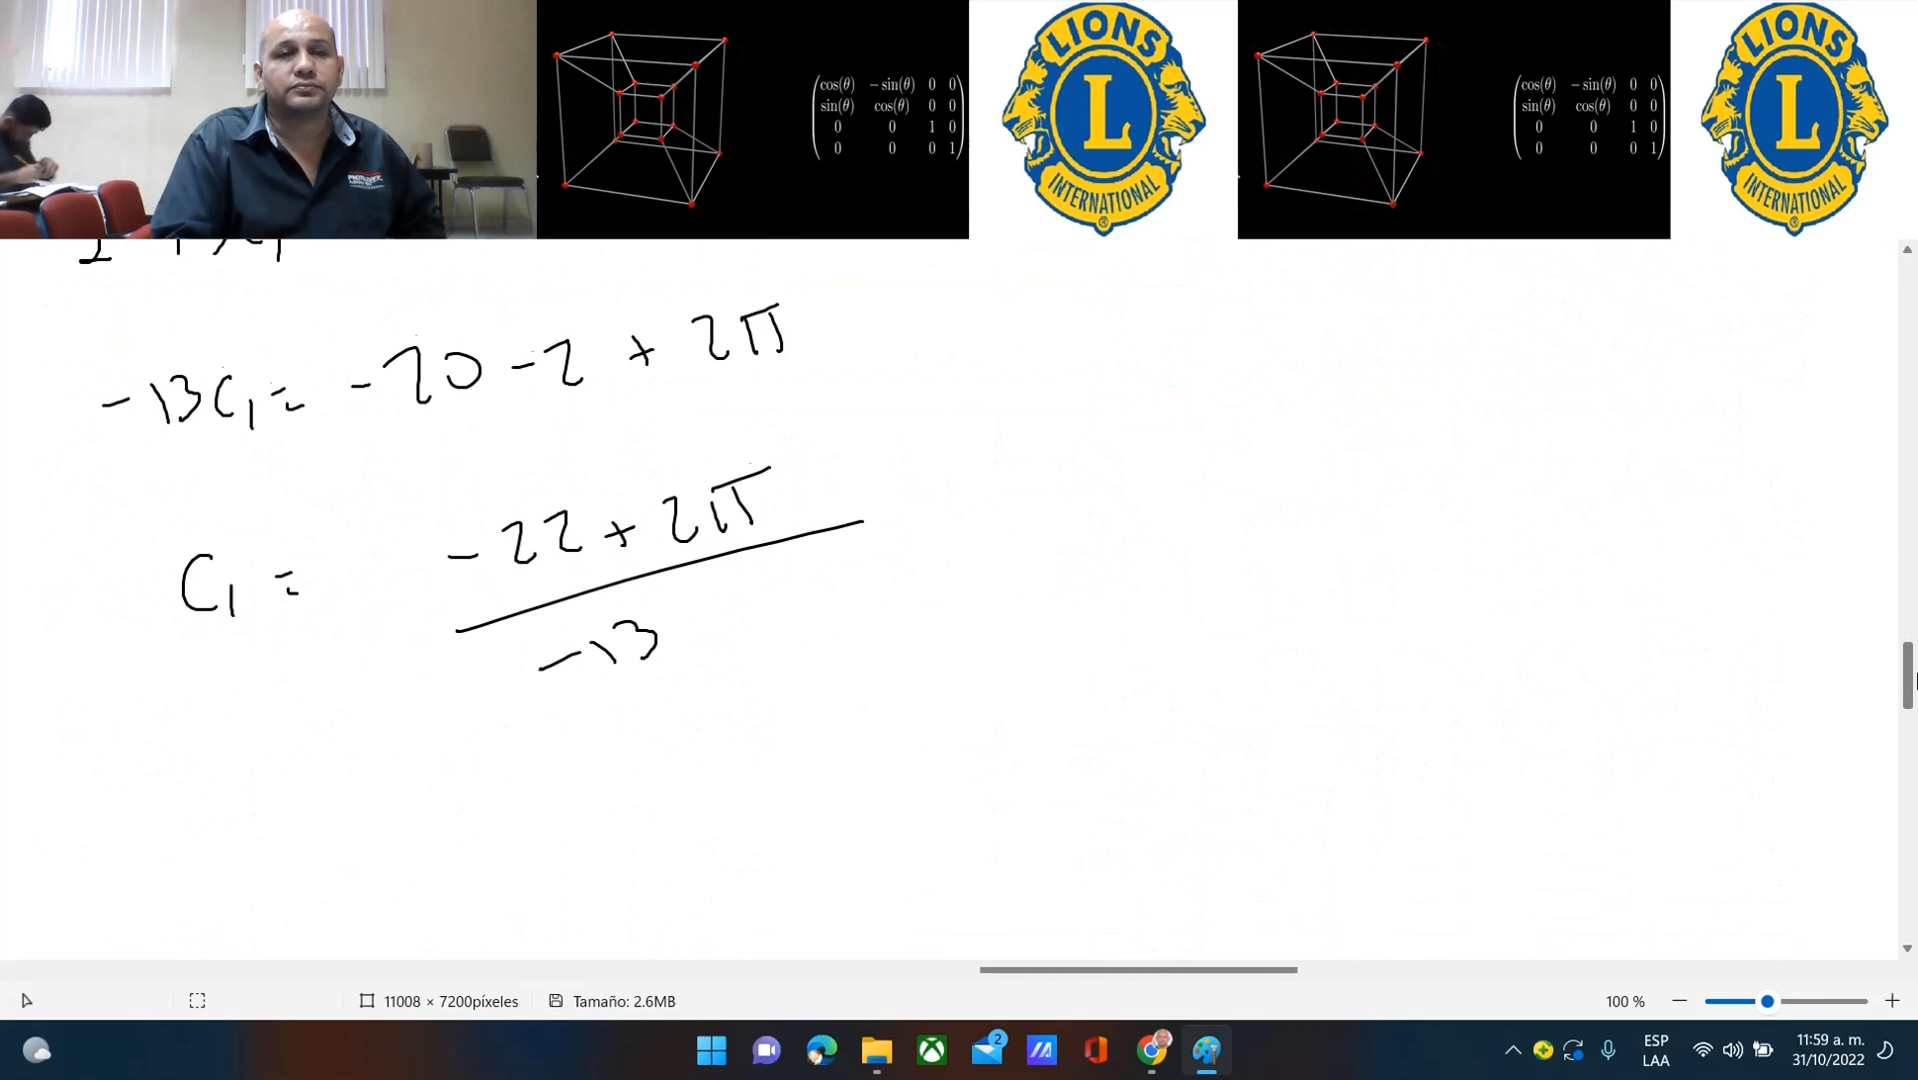 cos(θ) −sin(θ) 0 0
sin(θ) cos(θ) 0 0
0 0 1 0
0 0 0 1
LIONS
L
INTERNATIONAL
®
cos(θ) −sin(θ) 0 0
sin(θ) cos(θ) 0 0
0 0 1 0
0 0 0 1
LIONS
L
INTERNATIONAL
®
-13C₁ = -20 - 2 + 2π
C₁ = -22 + 2π
-13
11008 × 7200píxeles Tamaño: 2.6MB 100 %
2
ESP
LAA
11:59 a. m.
31/10/2022